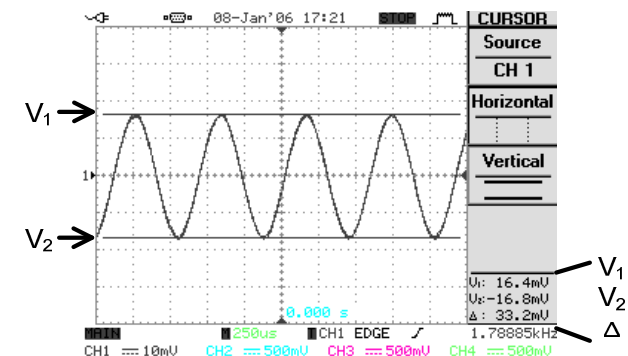 08-Jan'06 17:21 STOP CURSOR
Source
CH 1
V₁
Horizontal
Vertical
1
V₂
V₁: 16.4mV
V₂:-16.8mV
Δ : 33.2mV
V₁
V₂
Δ
0.000 s
MAIN M 250us T CH1 EDGE 1.78885kHz
CH1 10mV CH2 500mV CH3 500mV CH4 500mV